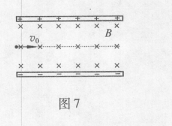 + + + + + +
× × × × × ×
B
v₀
× × × × ×
× × × × × ×
− − − − − −
图 7